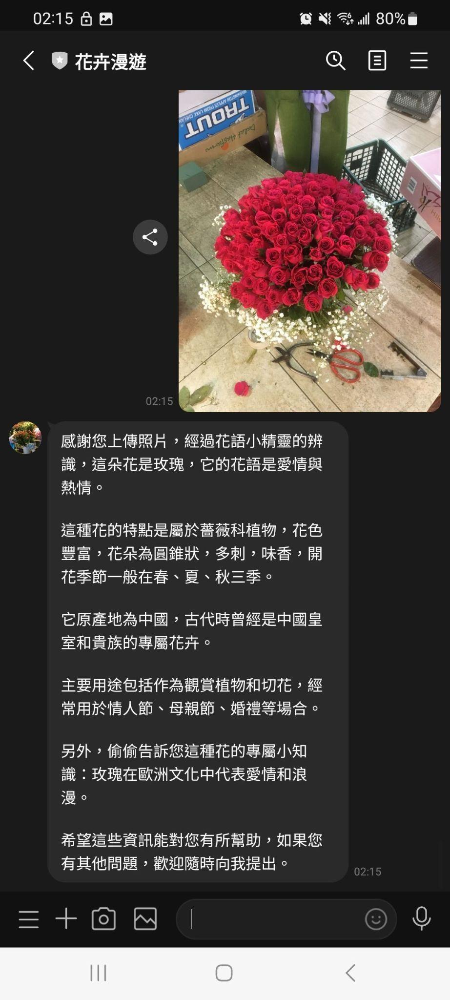 02:15
80%
花卉漫遊
WASHINGTON APPLES FROM LAKE CHELAN
TROUT
Dalat Hasfarm
02:15
感謝您上傳照片，經過花語小精靈的辨
識，這朵花是玫瑰，它的花語是愛情與
熱情。
這種花的特點是屬於薔薇科植物，花色
豐富，花朵為圓錐狀，多刺，味香，開
花季節一般在春、夏、秋三季。
它原產地為中國，古代時曾經是中國皇
室和貴族的專屬花卉。
主要用途包括作為觀賞植物和切花，經
常用於情人節、母親節、婚禮等場合。
另外，偷偷告訴您這種花的專屬小知
識：玫瑰在歐洲文化中代表愛情和浪
漫。
希望這些資訊能對您有所幫助，如果您
有其他問題，歡迎隨時向我提出。
02:15